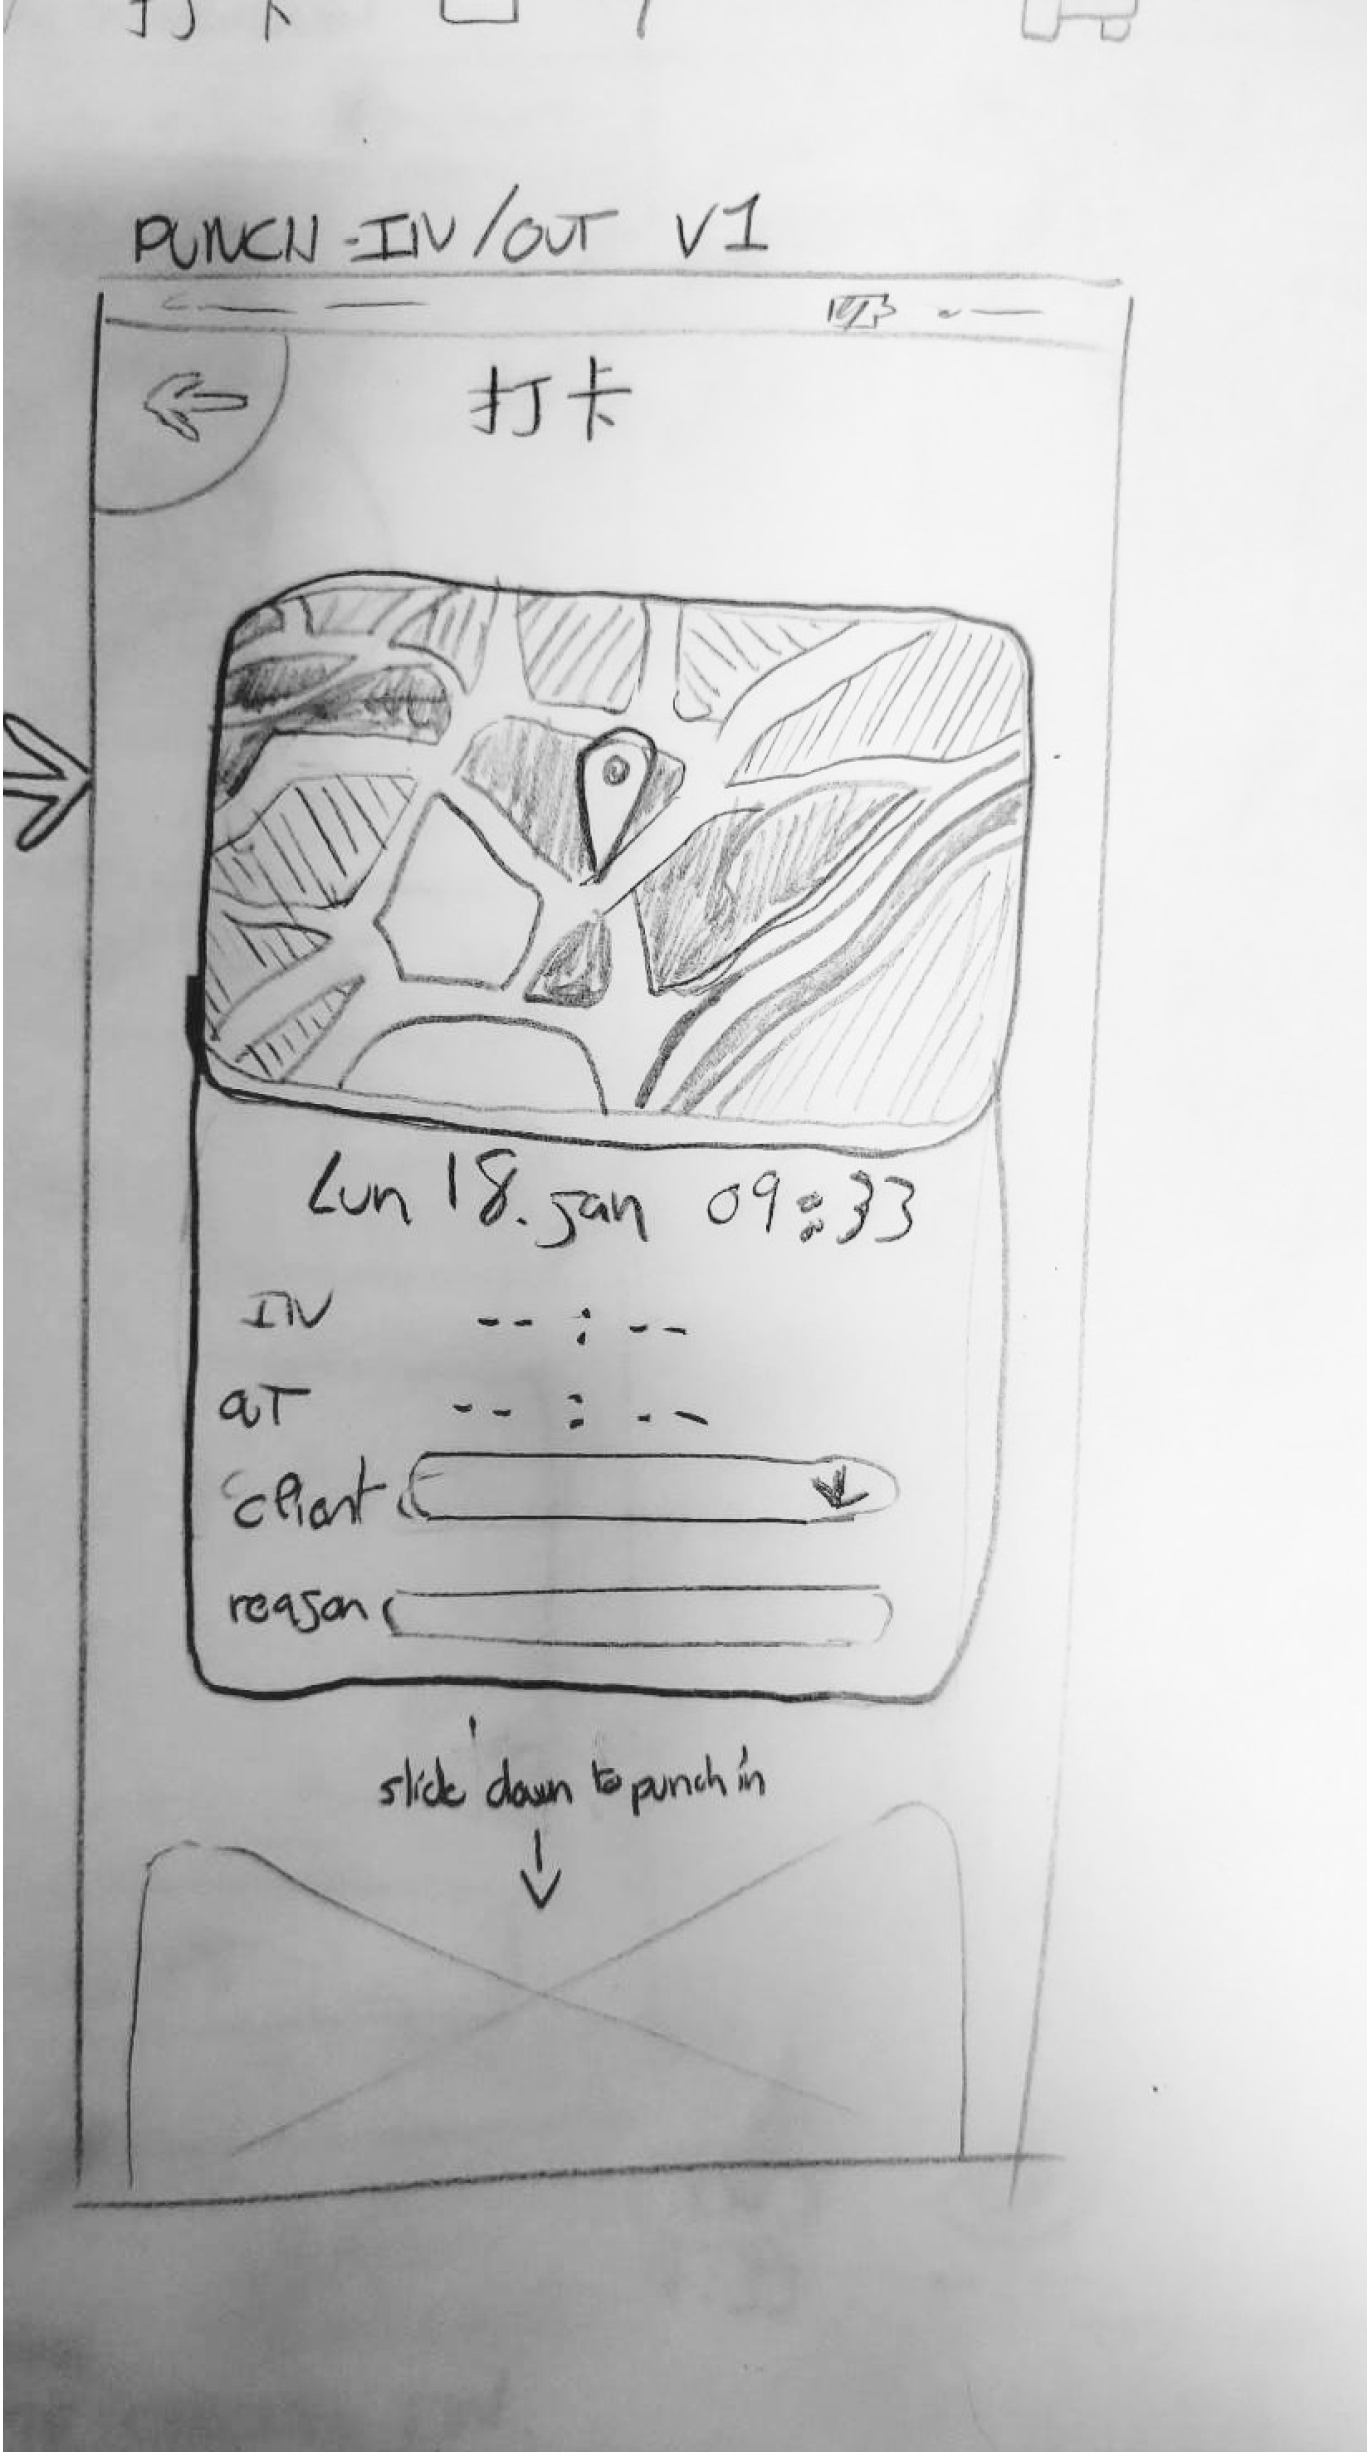 打卡
PUNCH-IN/OUT V1
打卡
Lun 18. jan 09:33
IN --:--
OUT --:--
client
reason
slide down to punch in